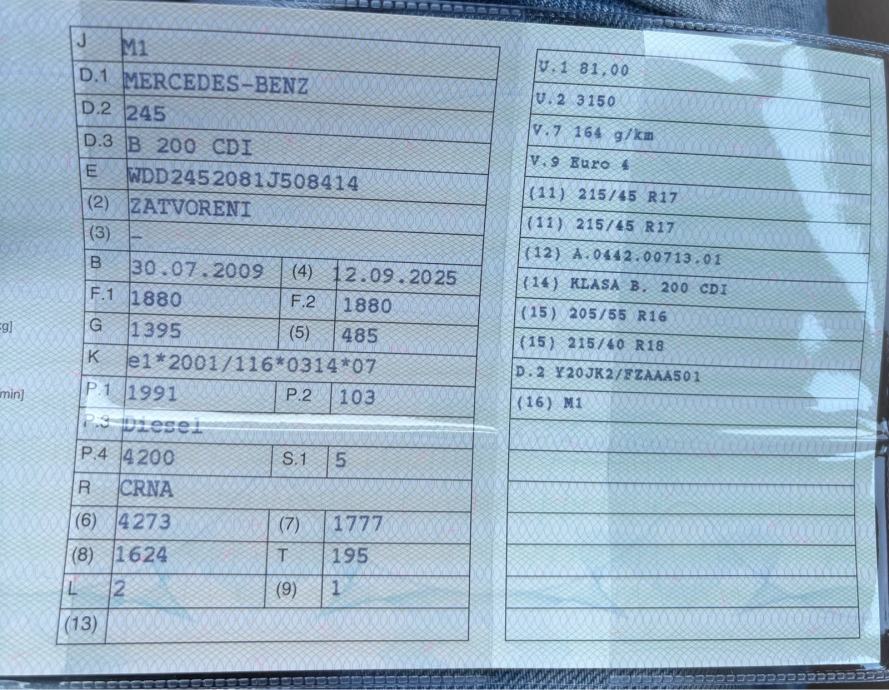 J M1
D.1 MERCEDES-BENZ
D.2 245
D.3 B 200 CDI
E WDD2452081J508414
(2) ZATVORENI
(3) –
B 30.07.2009 (4) 12.09.2025
F.1 1880 F.2 1880
G 1395 (5) 485
K e1*2001/116*0314*07
P.1 1991 P.2 103
P.3 Diesel
P.4 4200 S.1 5
R CRNA
(6) 4273 (7) 1777
(8) 1624 T 195
L 2 (9) 1
(13)
U.1 81,00
U.2 3150
V.7 164 g/km
V.9 Euro 4
(11) 215/45 R17
(11) 215/45 R17
(12) A.0442.00713.01
(14) KLASA B, 200 CDI
(15) 205/55 R16
(15) 215/40 R18
D.2 Y20JK2/FZAAA501
(16) M1
min]